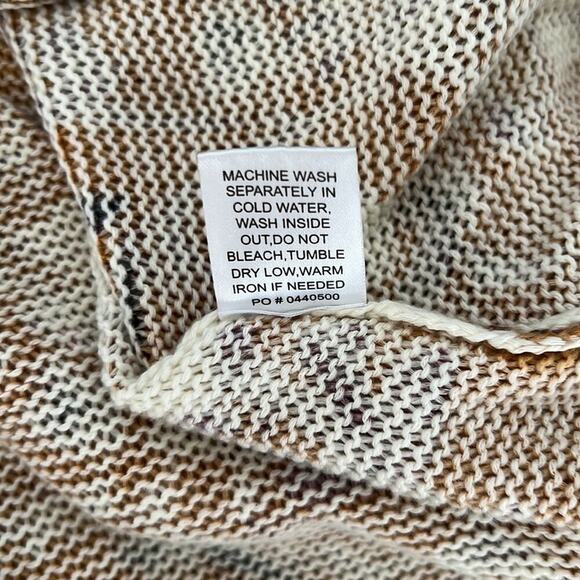 MACHINE WASH
SEPARATELY IN
COLD WATER,
WASH INSIDE
OUT,DO NOT
BLEACH,TUMBLE
DRY LOW,WARM
IRON IF NEEDED
PO # 0440500